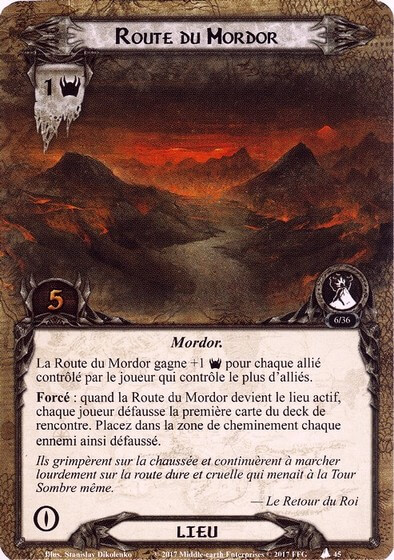 ROUTE DU MORDOR
1
5
6/36
Mordor.
La Route du Mordor gagne +1 pour chaque allié
contrôlé par le joueur qui contrôle le plus d'alliés.
Forcé : quand la Route du Mordor devient le lieu actif,
chaque joueur défausse la première carte du deck de
rencontre. Placez dans la zone de cheminement chaque
ennemi ainsi défaussé.
Ils grimpèrent sur la chaussée et continuèrent à marcher
lourdement sur la route dure et cruelle qui menait à la Tour
Sombre même.
— Le Retour du Roi
LIEU
Illus. Stanislav Dikolenko © 2017 Middle-earth Enterprises © 2017 FFG 45